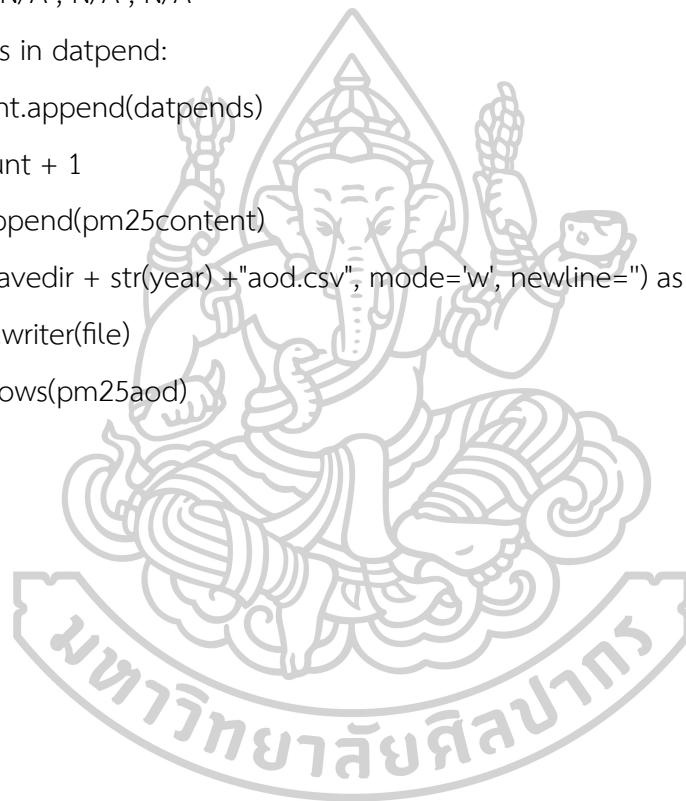 s in datpend:
nt.append(datpends)
unt + 1
ppend(pm25content)
avedir + str(year) +"aod.csv", mode='w', newline='') as
writer(file)
ows(pm25aod)
มหาวิทยาลัยศิลปากร